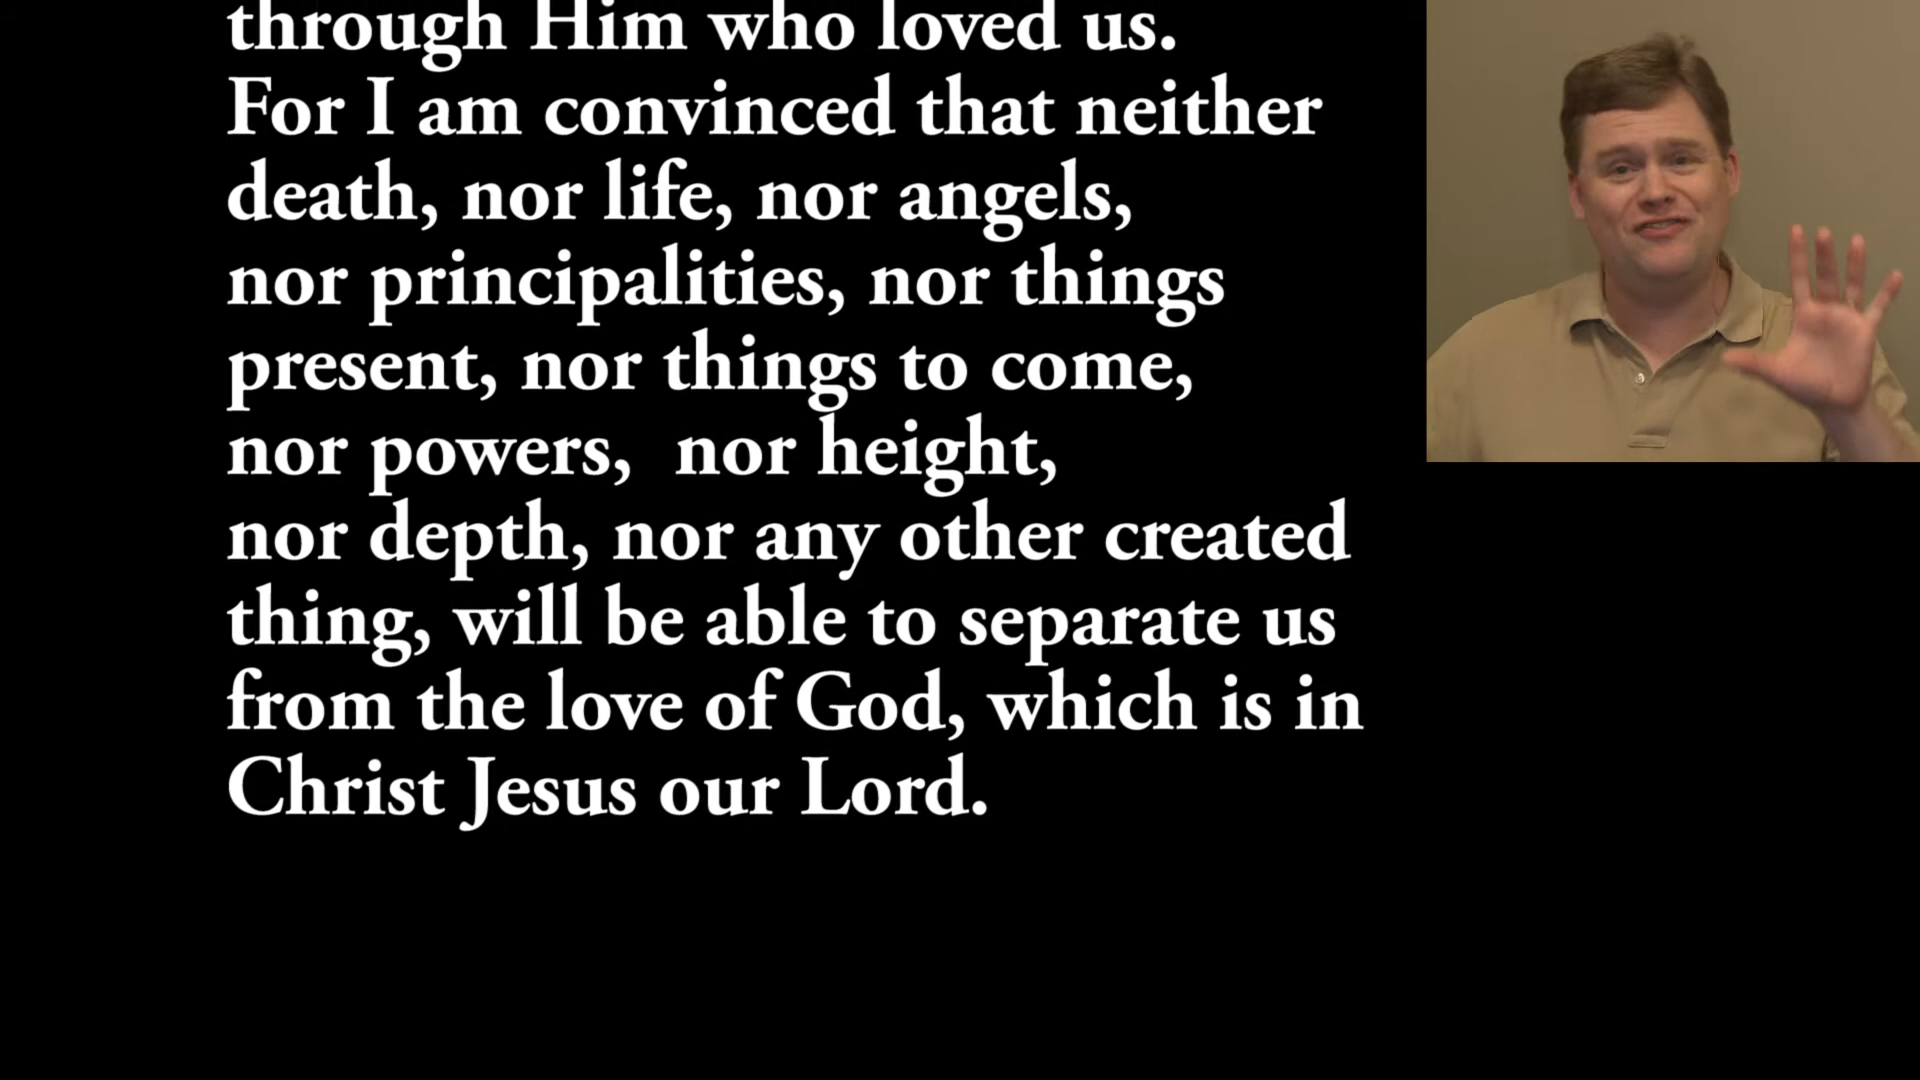 through Him who loved us.
For I am convinced that neither
death, nor life, nor angels,
nor principalities, nor things
present, nor things to come,
nor powers,  nor height,
nor depth, nor any other created
thing, will be able to separate us
from the love of God, which is in
Christ Jesus our Lord.